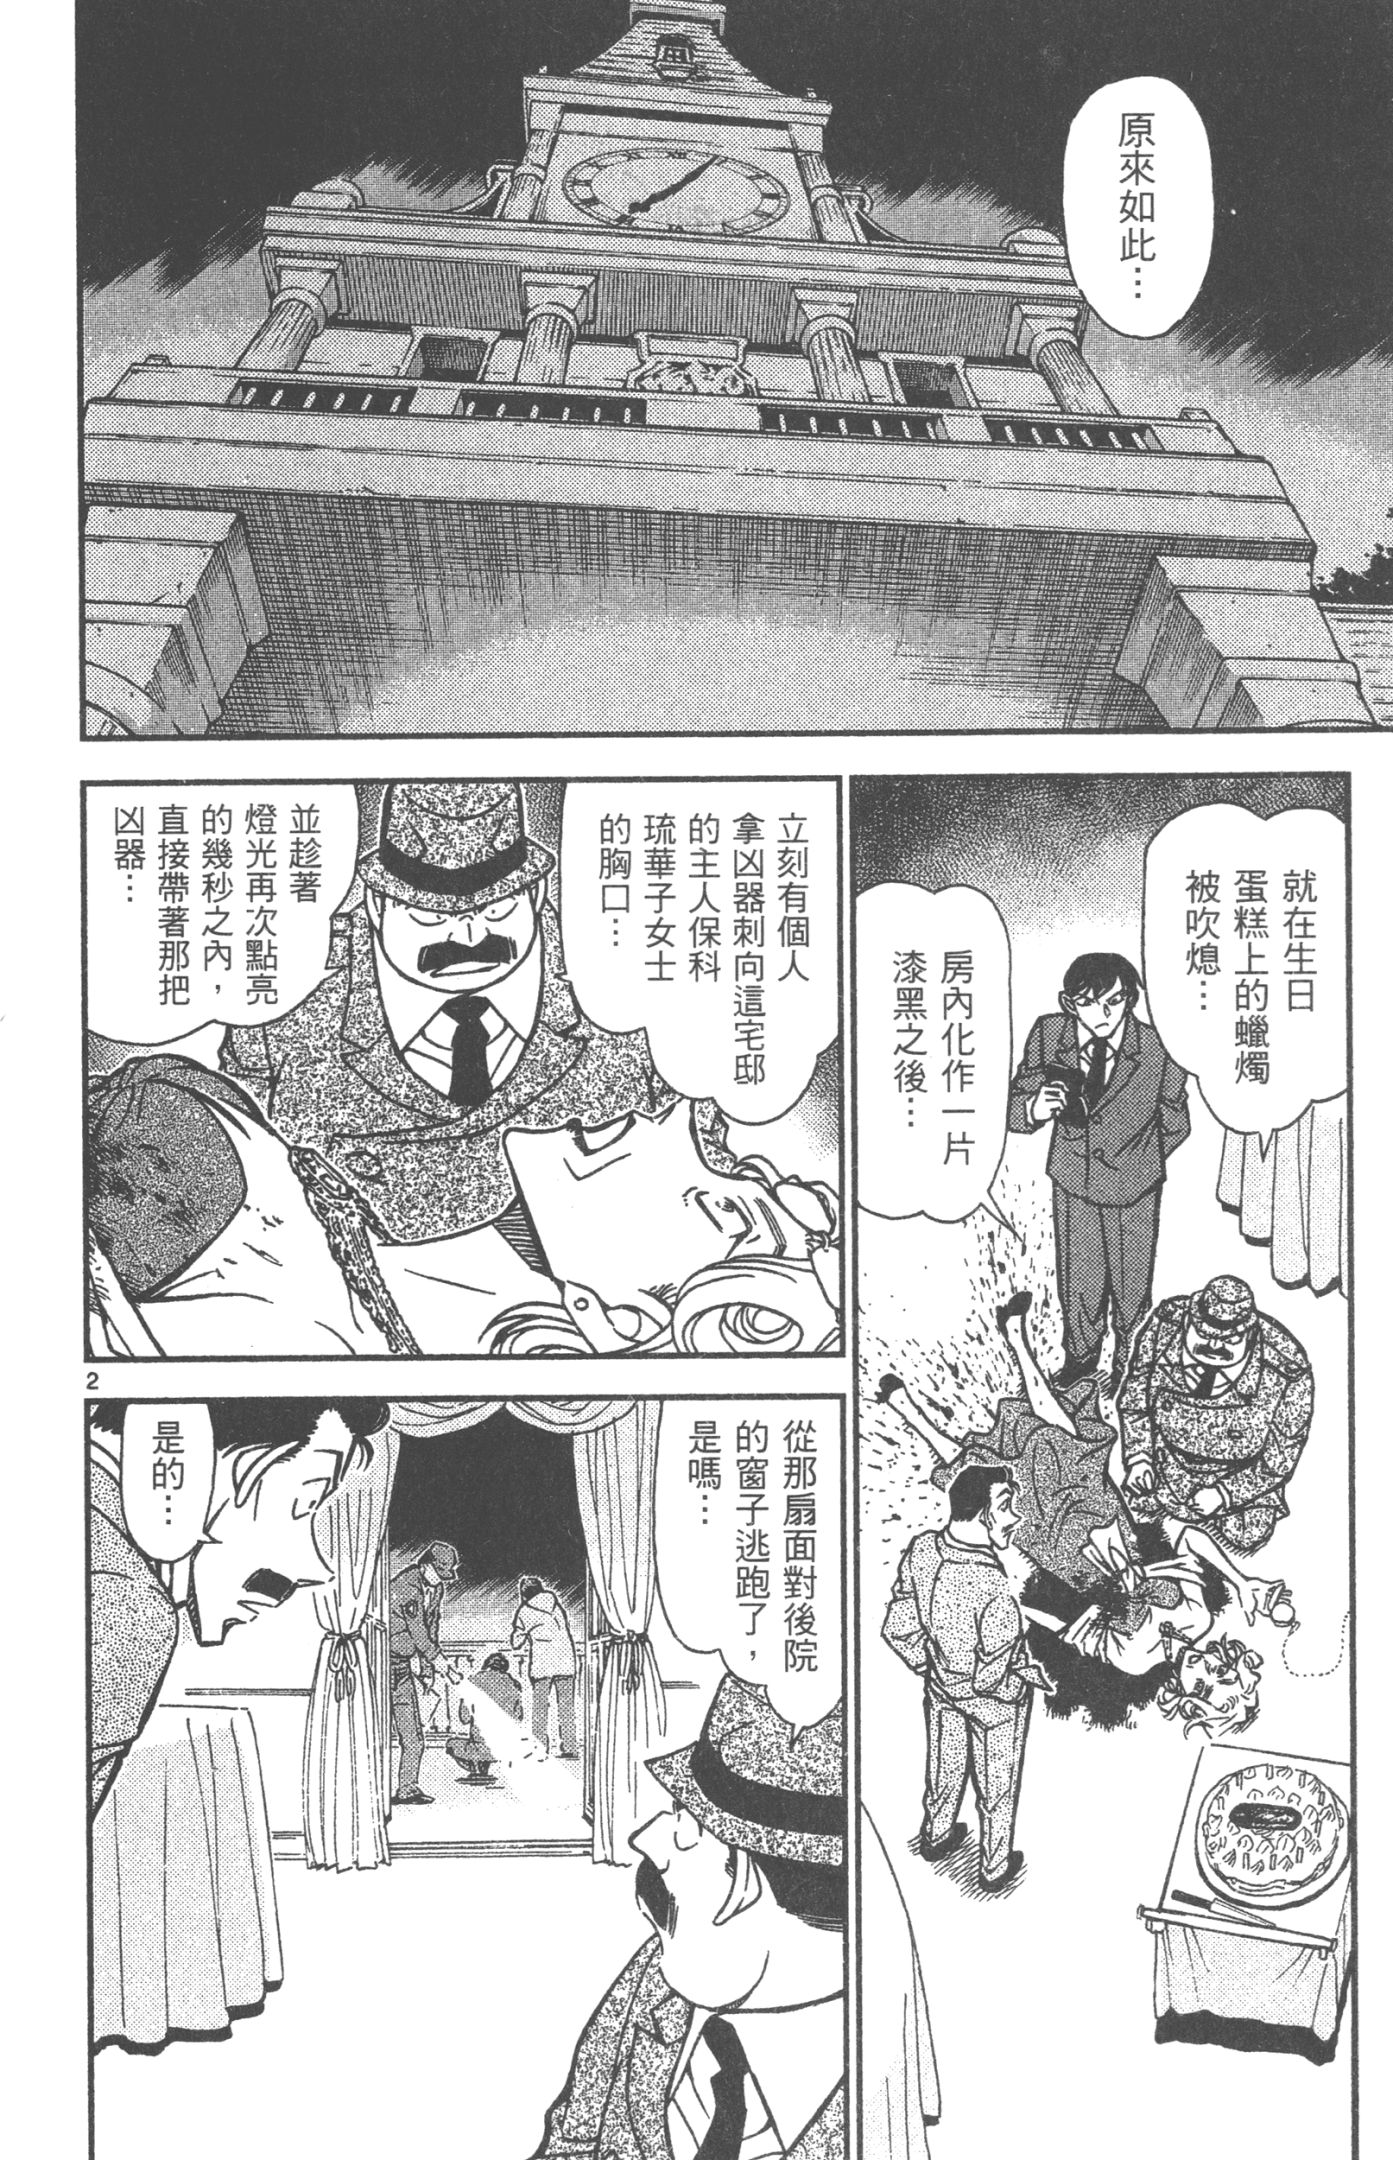 原來如此…
就在生日
蛋糕上的蠟燭
被吹熄…
房內化作一片
漆黑之後…
立刻有個人
拿凶器刺向這宅邸
的主人保科
琉華子女士
的胸口…
並趁著
燈光再次點亮
的幾秒之內，
直接帶著那把
凶器…
2
從那扇面對後院
的窗子逃跑了，
是嗎…
是的…